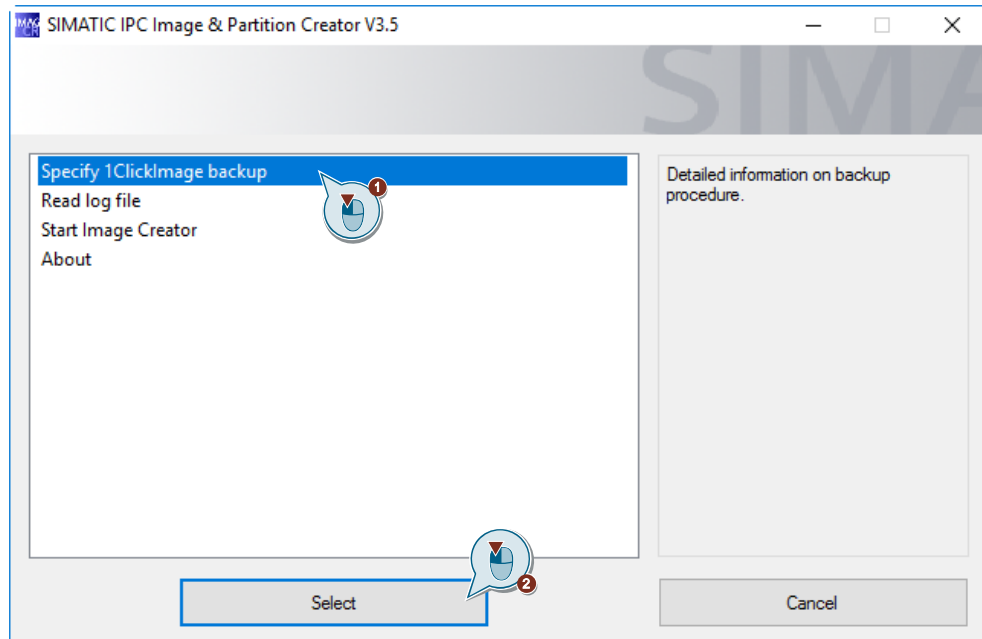 SIMATIC IPC Image & Partition Creator V3.5
SIMA
Specify 1ClickImage backup
1
Read log file
Start Image Creator
About
Detailed information on backup
procedure.
2
Select
Cancel